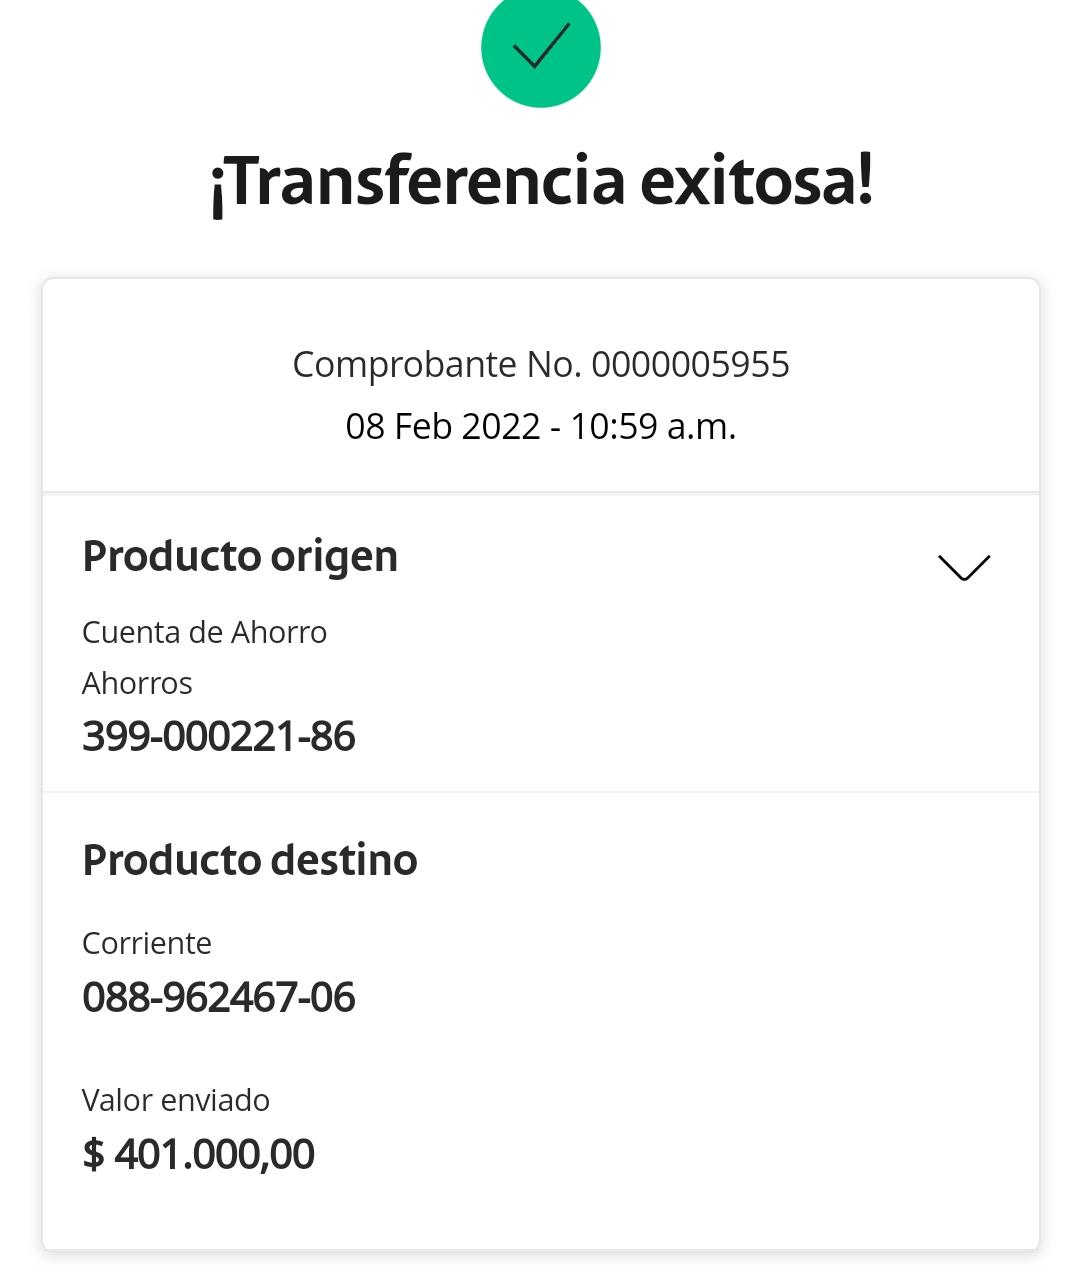 ¡Transferencia exitosa!
Comprobante No. 0000005955
08 Feb 2022 - 10:59 a.m.
Producto origen
Cuenta de Ahorro
Ahorros
399-000221-86
Producto destino
Corriente
088-962467-06
Valor enviado
$ 401.000,00